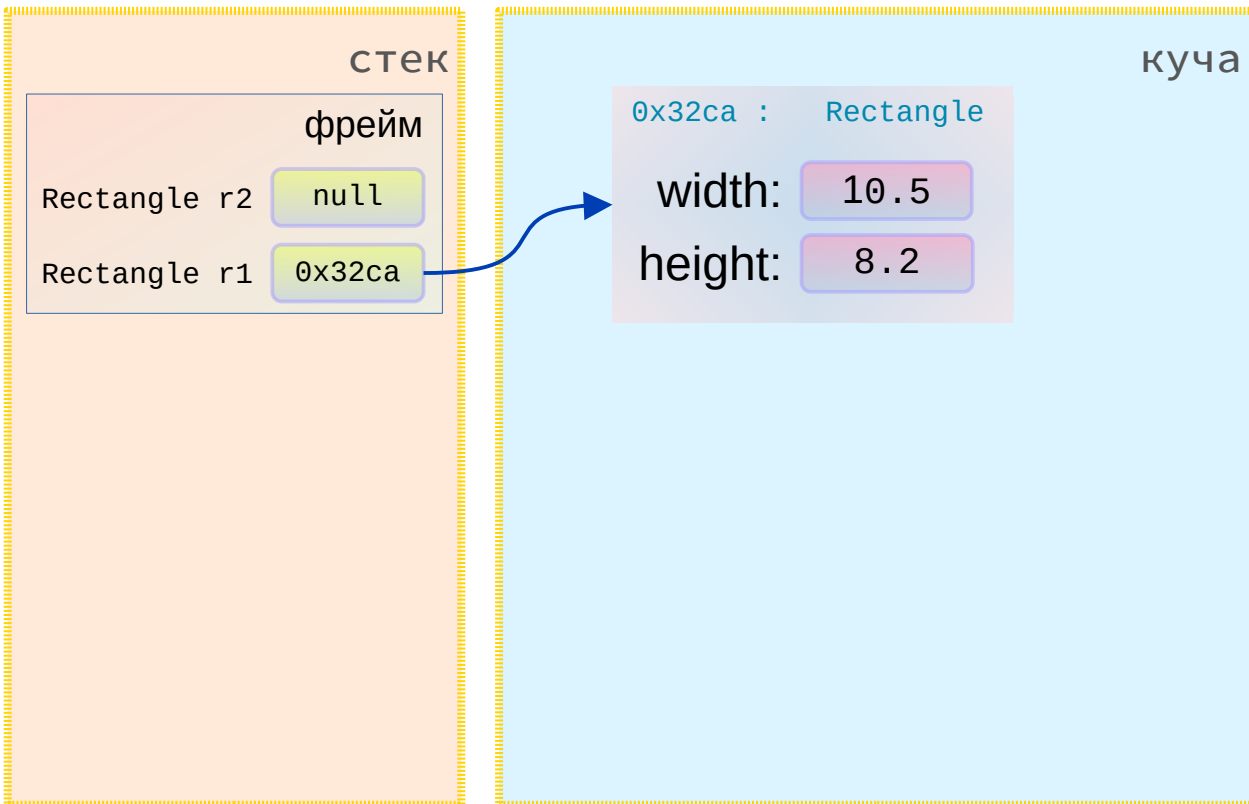 стек
фрейм
Rectangle r2 null
Rectangle r1 0x32ca
куча
0x32ca : Rectangle
width: 10.5
height: 8.2